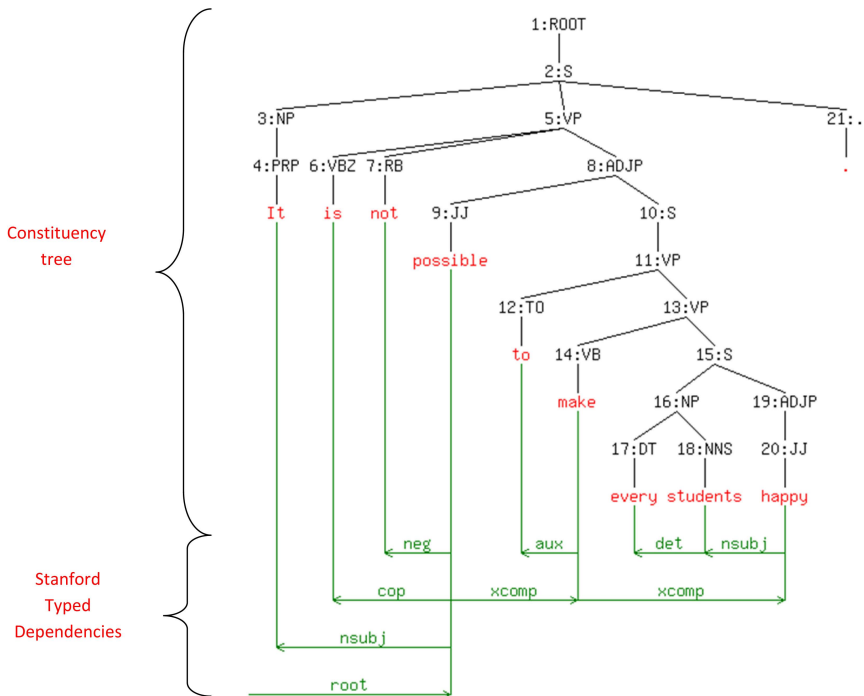 1:ROOT
2:S
3:NP 5:VP 21:.
4:PRP 6:VBZ 7:RB 8:ADJP .
It is not 9:JJ 10:S
Constituency
tree
possible 11:VP
12:TO 13:VP
to 14:VB 15:S
make 16:NP 19:ADJP
17:DT 18:NNS 20:JJ
every students happy
neg aux det nsubj
Stanford
Typed
Dependencies
cop xcomp xcomp
nsubj
root